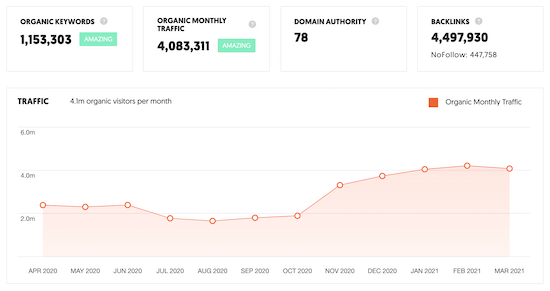 ORGANIC KEYWORDS ?
1,153,303 AMAZING
ORGANIC MONTHLY TRAFFIC ?
4,083,311 AMAZING
DOMAIN AUTHORITY ?
78
BACKLINKS ?
4,497,930
NoFollow: 447,758
TRAFFIC 4.1m organic visitors per month
Organic Monthly Traffic
6.0m
4.0m
2.0m
APR 2020 MAY 2020 JUN 2020 JUL 2020 AUG 2020 SEP 2020 OCT 2020 NOV 2020 DEC 2020 JAN 2021 FEB 2021 MAR 2021